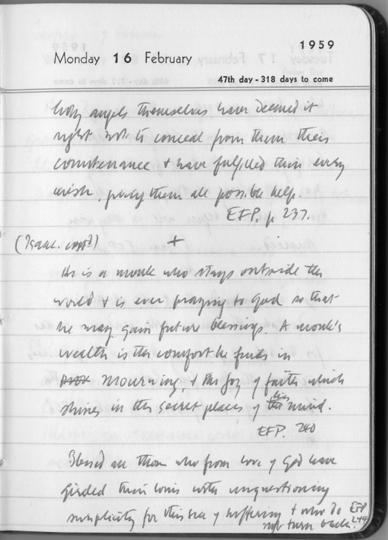 1959
Monday 16 February
47th day - 318 days to come
holy angels themselves have deemed it
right not to conceal from them their
countenance & have fulfilled their every
wish, giving them all possible help.
EFP. p 237.
(Isaac. contd) +
He is a monk who stays outside the
world & is ever praying to God so that
he may gain future blessings. A monk's
wealth is the comfort he finds in
mourning, & the joy of faith which
shines in the secret places of his mind.
EFP. 240
Blessed are those who from love of God have
girded their loins with unquestioning
simplicity for this sea of suffering & who do
not turn back. EFP 244